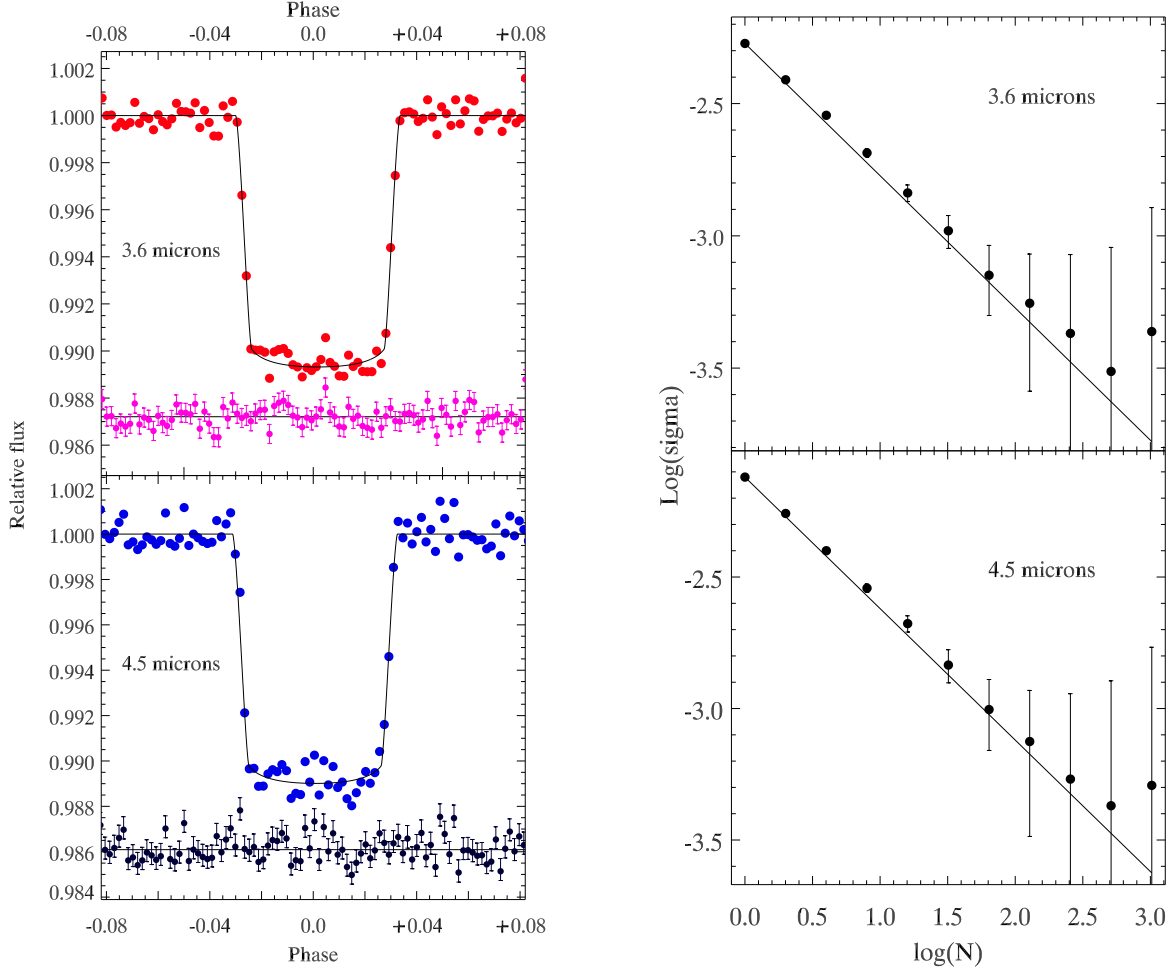 Phase
-0.08 -0.04 0.0 +0.04 +0.08
1.002
1.000
0.998
0.996
0.994
0.992
0.990
0.988
0.986
3.6 microns
1.002
1.000
0.998
0.996
0.994
0.992
0.990
0.988
0.986
0.984
4.5 microns
Relative flux
-0.08 -0.04 0.0 +0.04 +0.08
Phase
-2.5
-3.0
-3.5
3.6 microns
Log(sigma)
-2.5
-3.0
-3.5
4.5 microns
0.0 0.5 1.0 1.5 2.0 2.5 3.0
log(N)